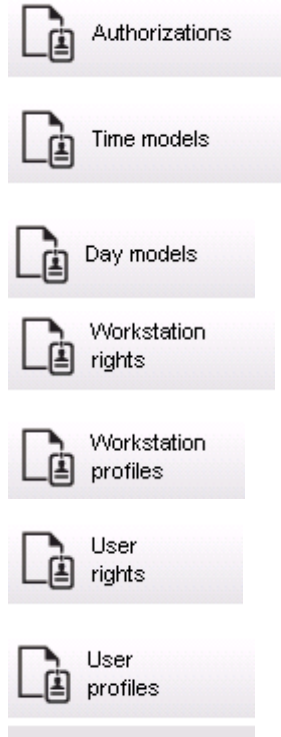 Authorizations
Time models
Day models
Workstation
rights
Workstation
profiles
User
rights
User
profiles